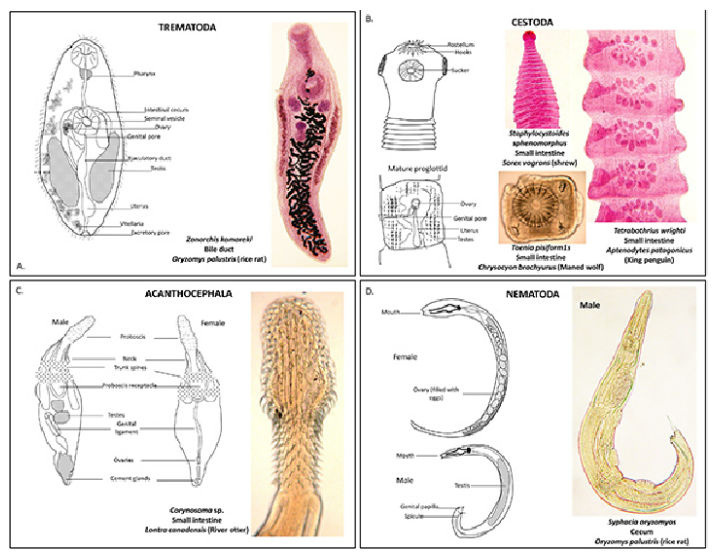 TREMATODA
Pharynx
Intestinal cecum
Seminal vesicle
Ovary
Genital pore
Ejaculatory duct
Testis
Uterus
Vitellaria
Excretory pore
Zonorchis komareki
Bile duct
Oryzomys palustris (rice rat)
A.
B.
CESTODA
Rostellum
Hooks
Sucker
Staphylocystoides
sphenomorphus
Small intestine
Sorex vagrans (shrew)
Mature proglottid
Ovary
Genital pore
Uterus
Testes
Taenia pisiformis
Small intestine
Chrysocyon brachyurus (Maned wolf)
Tetrabothrius wrighti
Small intestine
Aptenodytes patagonicus
(King penguin)
C.
ACANTHOCEPHALA
Male
Female
Proboscis
Neck
Trunk spines
Proboscis receptacle
Testes
Genital
ligament
Ovaries
Cement glands
Corynosoma sp.
Small intestine
Lontra canadensis (River otter)
D.
NEMATODA
Mouth
Female
Ovary (filled with
eggs)
Mouth
Male
Testis
Genital papilla
Spicule
Male
Syphacia oryzomyos
Cecum
Oryzomys palustris (rice rat)